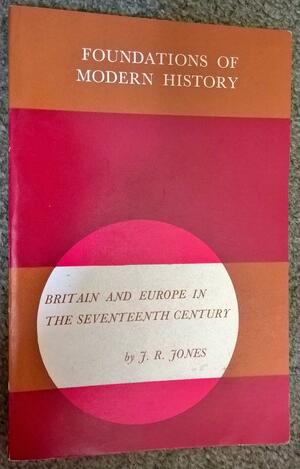 FOUNDATIONS OF
MODERN HISTORY
BRITAIN AND EUROPE IN
THE SEVENTEENTH CENTURY
by J. R. JONES